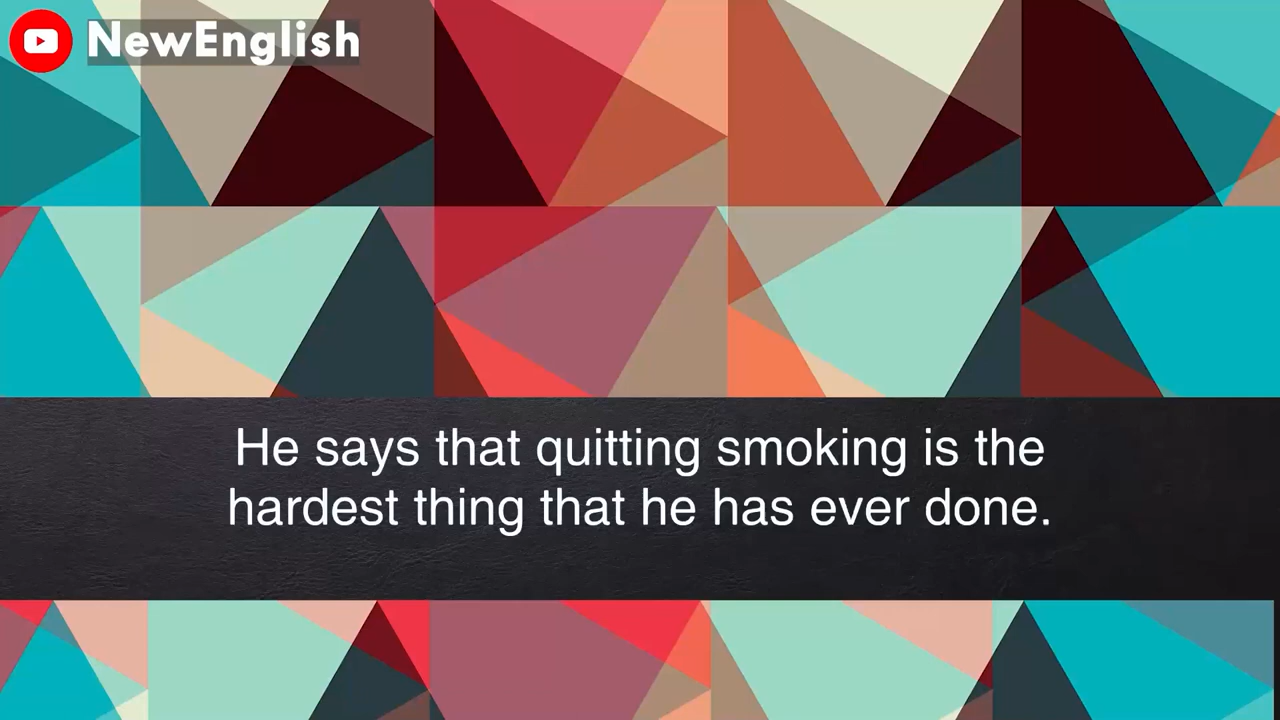 NewEnglish
He says that quitting smoking is the
hardest thing that he has ever done.